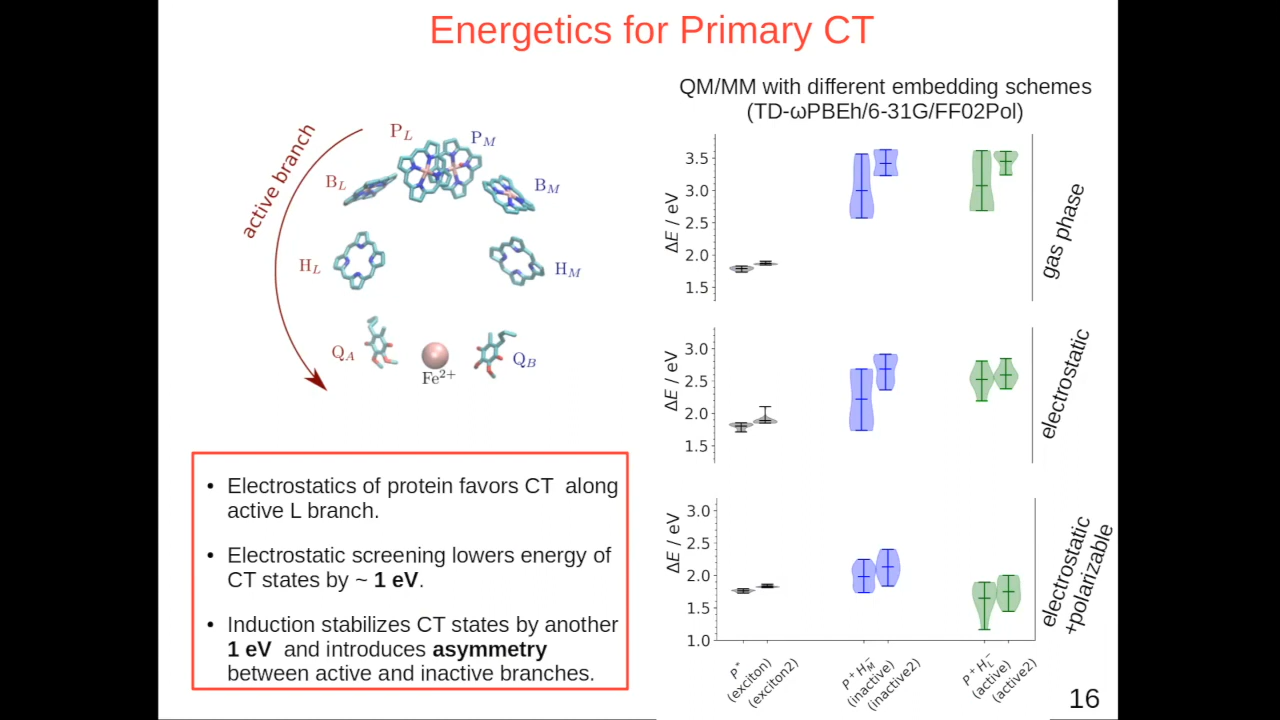 Energetics for Primary CT
QM/MM with different embedding schemes
(TD-ωPBEh/6-31G/FF02Pol)
active branch
P_L
P_M
B_L
B_M
H_L
H_M
Q_A
Fe²⁺
Q_B
• Electrostatics of protein favors CT along
active L branch.
• Electrostatic screening lowers energy of
CT states by ~ 1 eV.
• Induction stabilizes CT states by another
1 eV and introduces asymmetry
between active and inactive branches.
ΔE / eV
3.5
3.0
2.5
2.0
1.5
gas phase
ΔE / eV
3.0
2.5
2.0
1.5
electrostatic
ΔE / eV
3.0
2.5
2.0
1.5
1.0
electrostatic
+polarizable
P*
(exciton)
(exciton2)
P⁺H_M⁻
(inactive)
(inactive2)
P⁺H_L⁻
(active)
(active2)
16